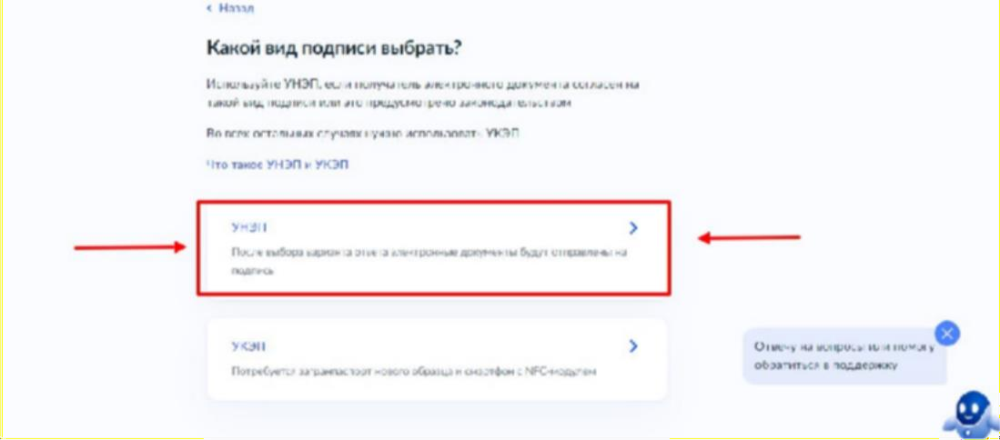 < Назад
Какой вид подписи выбрать?
Используйте УНЭП, если получатель электронного документа согласен на
такой вид подписи или это предусмотрено законодательством
Во всех остальных случаях нужно использовать УКЭП
Что такое УНЭП и УКЭП
УНЭП
После выбора варианта ответа электронные документы будут отправлены на
подпись
УКЭП
Потребуется загранпаспорт нового образца и смартфон с NFC-модулем
Отвечу на вопросы или помогу
обратиться в поддержку